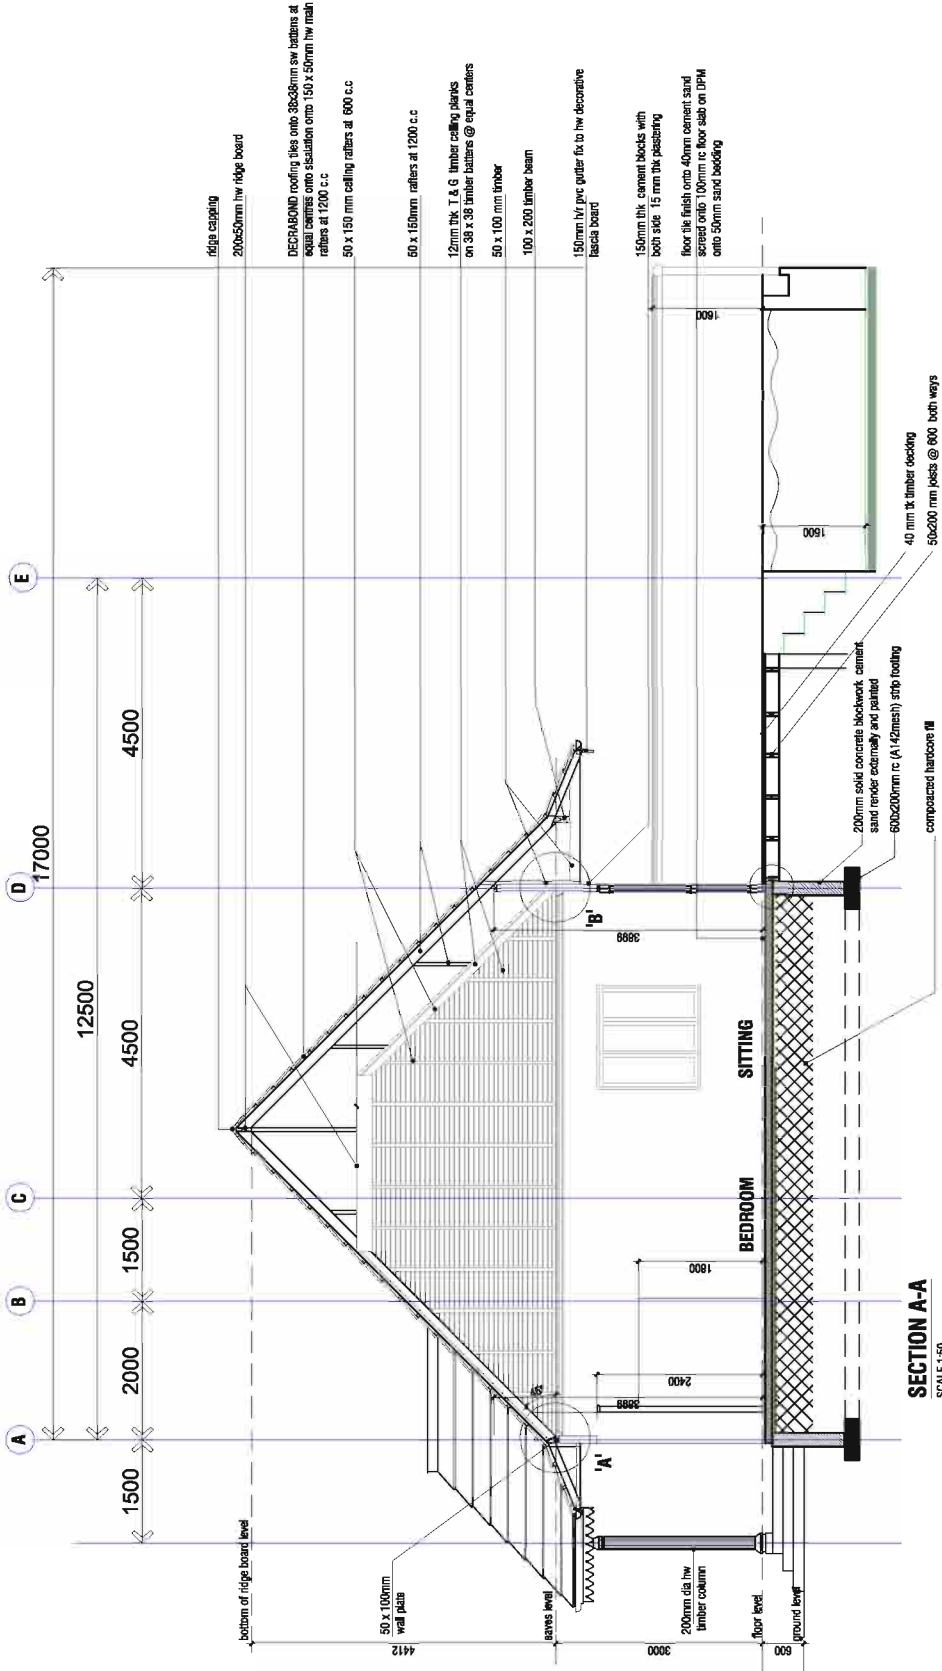 ridge capping
200x50mm hw ridge board
DECRABOND roofing tiles onto 38x38mm sw battens at
equal centres onto sisalation onto 150 x 50mm hw main
rafters at 1200 c.c
50 x 150 mm ceiling rafters at 600 c.c
50 x 150mm rafters at 1200 c.c
12mm thk T & G timber ceiling planks
on 38 x 38 timber battens @ equal centers
50 x 100 mm timber
100 x 200 timber beam
150mm h/r pvc gutter fix to hw decorative
fascia board
150mm thk cement blocks with
both side 15 mm thk plastering
floor tile finish onto 40mm cement sand
screed onto 100mm rc floor slab on DPM
onto 50mm sand bedding
17000
12500
1500
2000
1500
4500
4500
A
B
C
D
E
bottom of ridge board level
50 x 100mm
wall plate
eaves level
200mm dia hw
timber column
floor level
ground level
4412
3000
600
'A'
'B'
3899
2400
1800
3899
1600
1500
BEDROOM
SITTING
40 mm tk timber decking
50x200 mm joists @ 600 both ways
200mm solid concrete blockwork cement
sand render externally and painted
600x200mm rc (A142mesh) strip footing
compoacted hardcore fill
SECTION A-A
SCALE 1:50